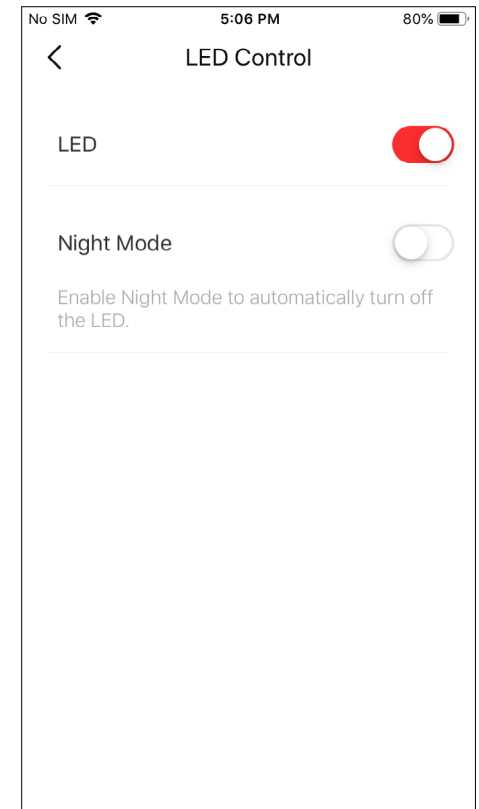 No SIM 5:06 PM 80%
LED Control
LED
Night Mode
Enable Night Mode to automatically turn off
the LED.